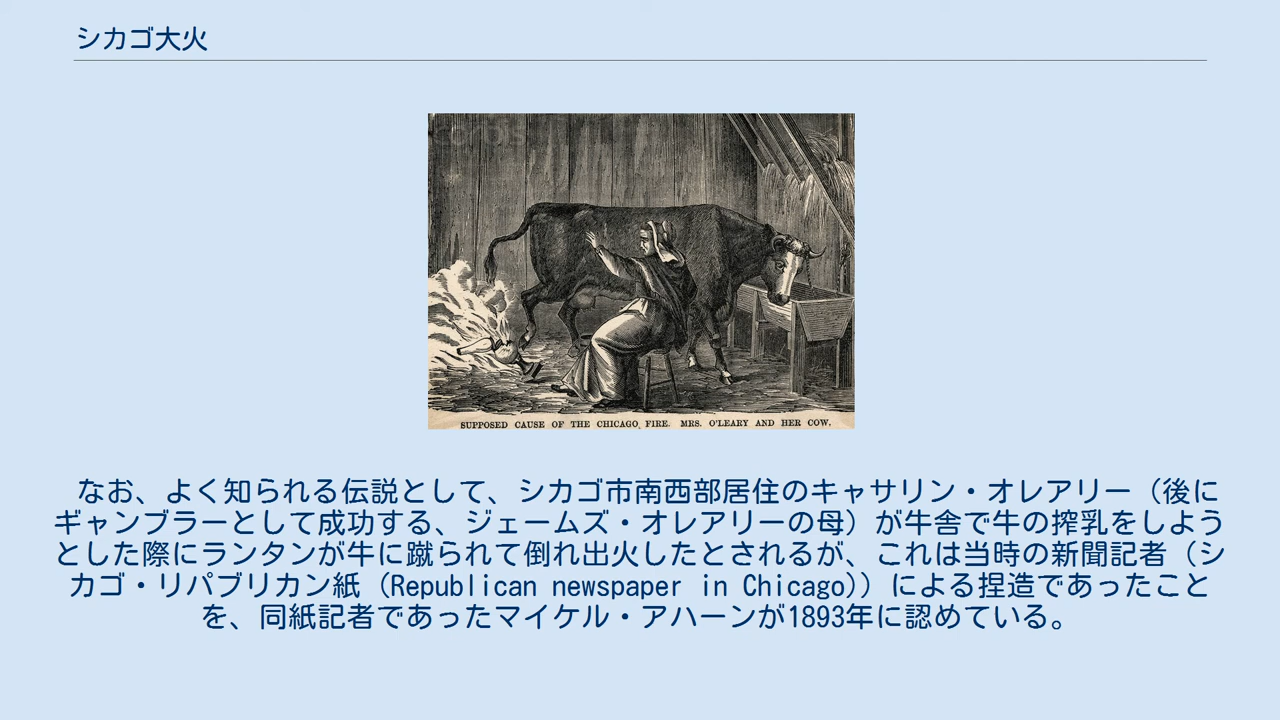 シカゴ大火
SUPPOSED CAUSE OF THE CHICAGO FIRE. MRS. O'LEARY AND HER COW.
なお、よく知られる伝説として、シカゴ市南西部居住のキャサリン・オレアリー（後に
ギャンブラーとして成功する、ジェームズ・オレアリーの母）が牛舎で牛の搾乳をしよう
とした際にランタンが牛に蹴られて倒れ出火したとされるが、これは当時の新聞記者（シ
カゴ・リパブリカン紙（Republican newspaper in Chicago））による捏造であったこと
を、同紙記者であったマイケル・アハーンが1893年に認めている。